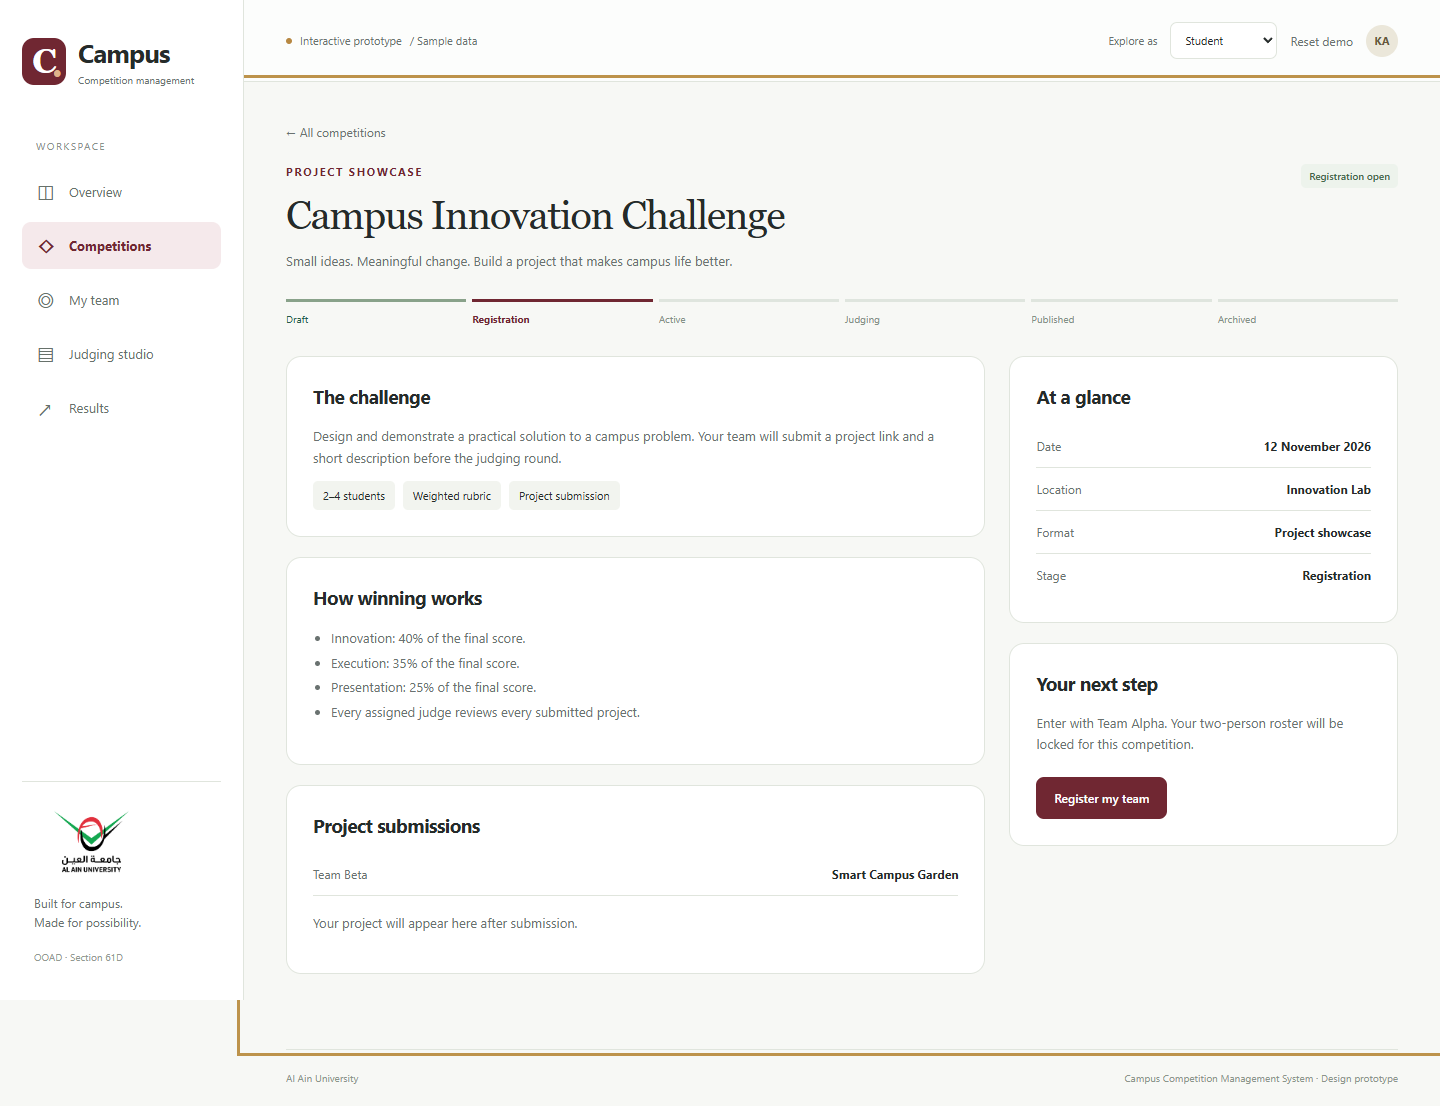 C.
Campus
Competition management
WORKSPACE
Overview
Competitions
My team
Judging studio
Results
جامعة العين
AL AIN UNIVERSITY
Built for campus.
Made for possibility.
OOAD · Section 61D
Interactive prototype / Sample data
Explore as
Student
Reset demo
KA
← All competitions
PROJECT SHOWCASE
Registration open
Campus Innovation Challenge
Small ideas. Meaningful change. Build a project that makes campus life better.
Draft
Registration
Active
Judging
Published
Archived
The challenge
Design and demonstrate a practical solution to a campus problem. Your team will submit a project link and a
short description before the judging round.
2–4 students
Weighted rubric
Project submission
How winning works
• Innovation: 40% of the final score.
• Execution: 35% of the final score.
• Presentation: 25% of the final score.
• Every assigned judge reviews every submitted project.
Project submissions
Team Beta Smart Campus Garden
Your project will appear here after submission.
At a glance
Date 12 November 2026
Location Innovation Lab
Format Project showcase
Stage Registration
Your next step
Enter with Team Alpha. Your two-person roster will be
locked for this competition.
Register my team
Al Ain University
Campus Competition Management System · Design prototype